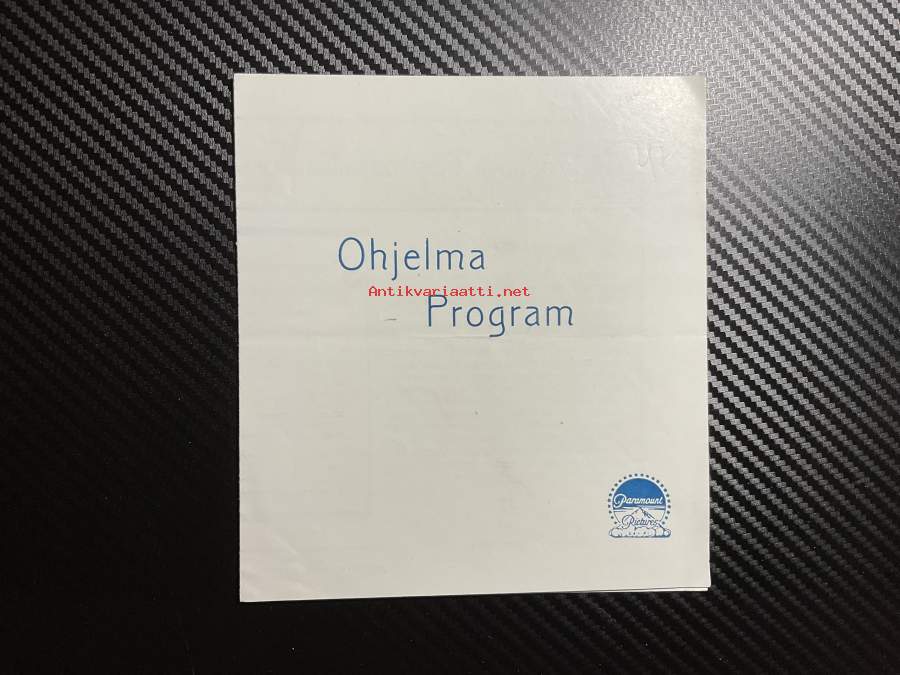 Ohjelma
Antikvariaatti.net
Program
Paramount
Pictures